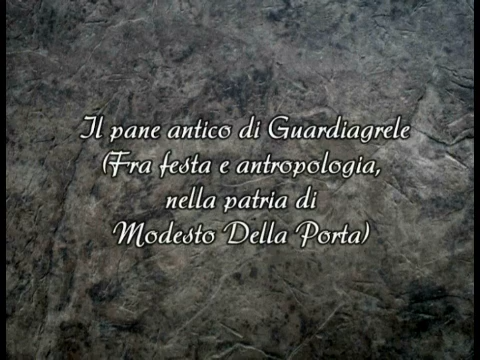 Il pane antico di Guardiagrele
(Fra festa e antropologia,
nella patria di
Modesto Della Porta)